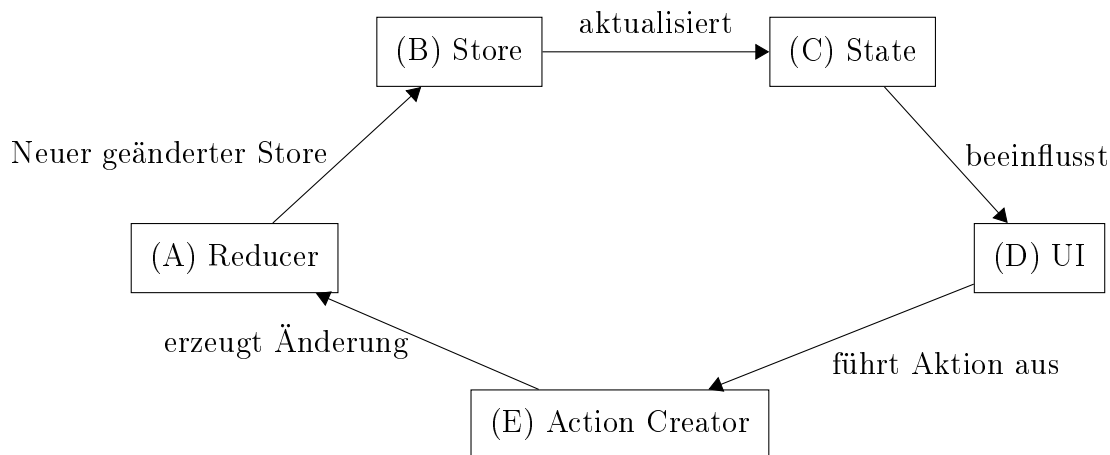 aktualisiert
(B) Store
(C) State
Neuer geänderter Store
beeinflusst
(A) Reducer
(D) UI
erzeugt Änderung
führt Aktion aus
(E) Action Creator